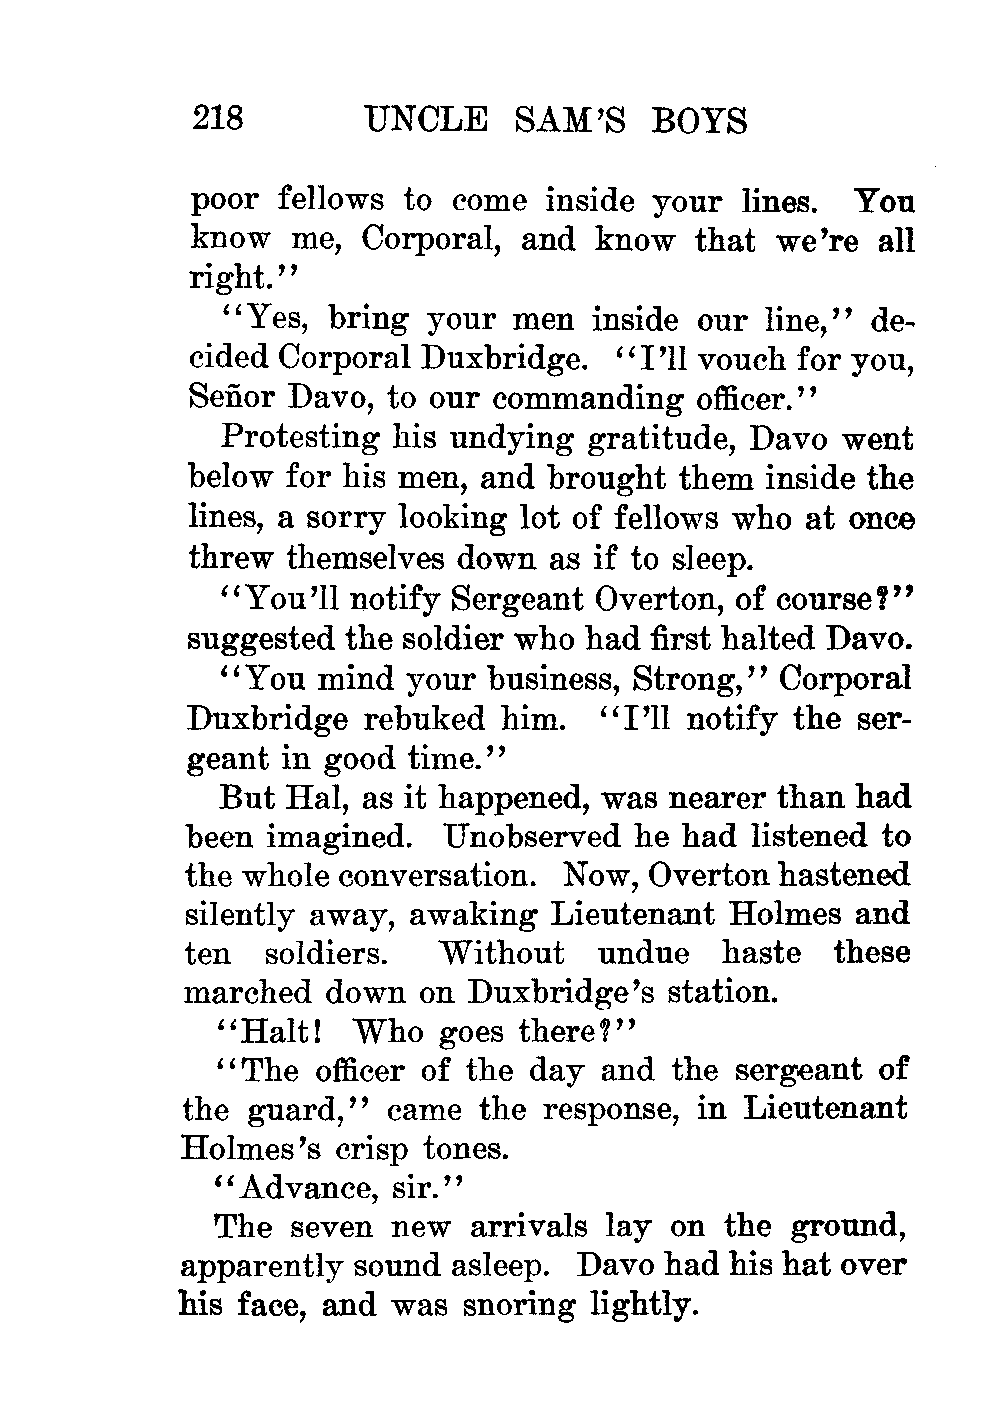 218 UNCLE SAM'S BOYS
poor fellows to come inside your lines. You
know me, Corporal, and know that we're all
right."
"Yes, bring your men inside our line," de-
cided Corporal Duxbridge. "I'll vouch for you,
Señor Davo, to our commanding officer."
Protesting his undying gratitude, Davo went
below for his men, and brought them inside the
lines, a sorry looking lot of fellows who at once
threw themselves down as if to sleep.
"You'll notify Sergeant Overton, of course?"
suggested the soldier who had first halted Davo.
"You mind your business, Strong," Corporal
Duxbridge rebuked him. "I'll notify the ser-
geant in good time."
But Hal, as it happened, was nearer than had
been imagined. Unobserved he had listened to
the whole conversation. Now, Overton hastened
silently away, awaking Lieutenant Holmes and
ten soldiers. Without undue haste these
marched down on Duxbridge's station.
"Halt! Who goes there?"
"The officer of the day and the sergeant of
the guard," came the response, in Lieutenant
Holmes's crisp tones.
"Advance, sir."
The seven new arrivals lay on the ground,
apparently sound asleep. Davo had his hat over
his face, and was snoring lightly.